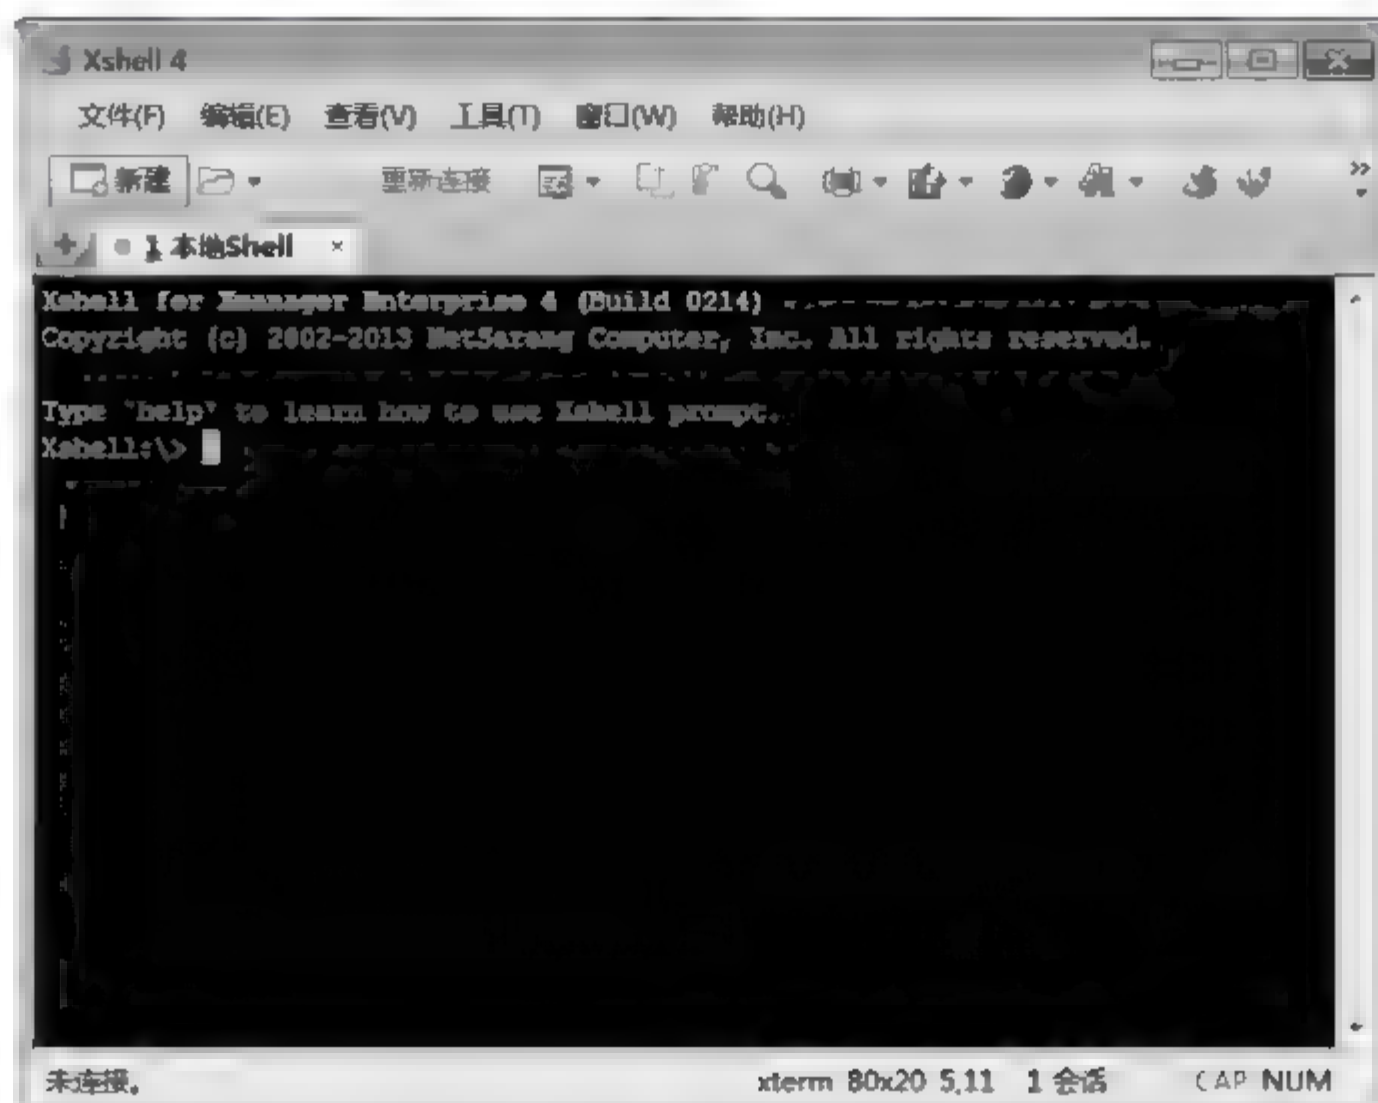 Xshell 4
文件(F) 编辑(E) 查看(V) 工具(T) 窗口(W) 帮助(H)
新建 重新连接
1 本地Shell ×
Xshell for Xmanager Enterprise 4 (Build 0214)
Copyright (c) 2002-2013 NetSarang Computer, Inc. All rights reserved.
Type `help' to learn how to use Xshell prompt.
Xshell:\>
未连接。 xterm 80x20 5,11 1 会话 CAP NUM